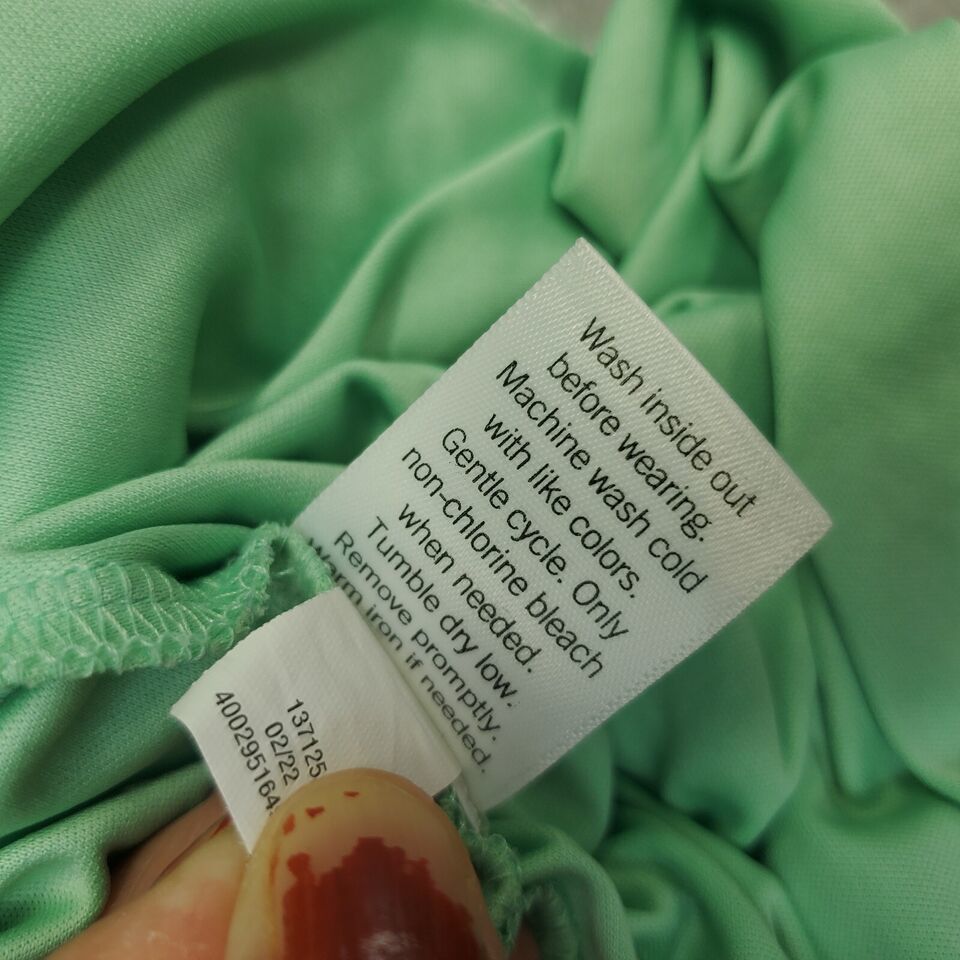 Wash inside out
before wearing.
Machine wash cold
with like colors.
Gentle cycle. Only
non-chlorine bleach
when needed.
Tumble dry low.
Remove promptly.
Warm iron if needed.
137125
02/22
400295164